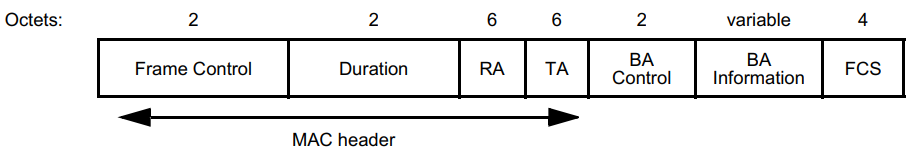 Octets: 2 2 6 6 2 variable 4
Frame Control Duration RA TA BA Control BA Information FCS
MAC header